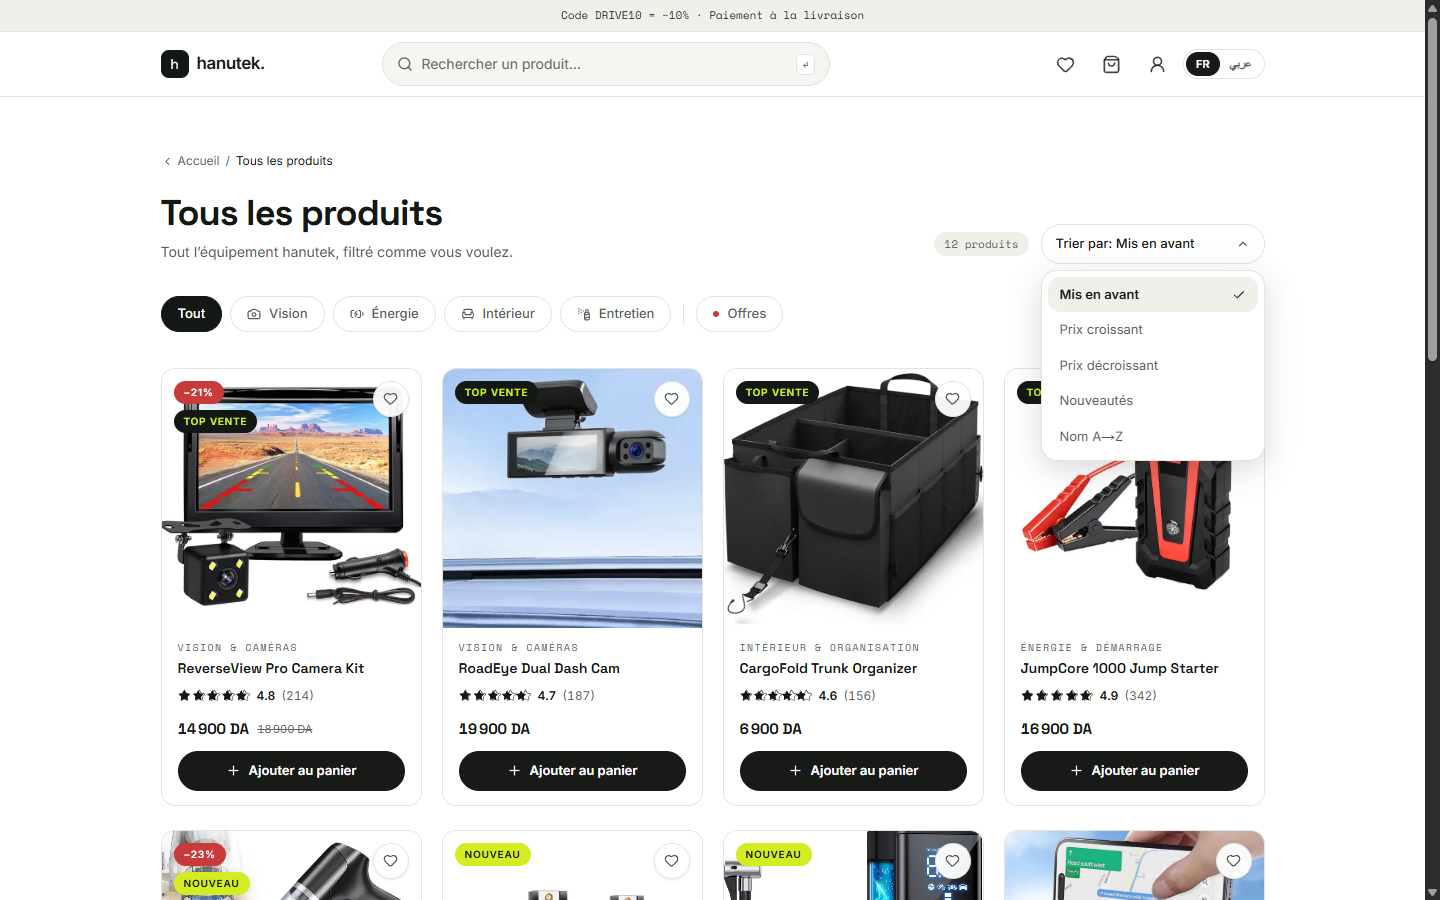 Code DRIVE10 = −10% · Paiement à la livraison
h hanutek.
Rechercher un produit...
FR عربي
Accueil / Tous les produits
Tous les produits
Tout l’équipement hanutek, filtré comme vous voulez.
12 produits
Trier par: Mis en avant
Mis en avant
Prix croissant
Prix décroissant
Nouveautés
Nom A→Z
Tout
Vision
Énergie
Intérieur
Entretien
Offres
−21%
TOP VENTE
VISION & CAMÉRAS
ReverseView Pro Camera Kit
4.8 (214)
14 900 DA 18 900 DA
Ajouter au panier
TOP VENTE
VISION & CAMÉRAS
RoadEye Dual Dash Cam
4.7 (187)
19 900 DA
Ajouter au panier
TOP VENTE
INTÉRIEUR & ORGANISATION
CargoFold Trunk Organizer
4.6 (156)
6 900 DA
Ajouter au panier
ÉNERGIE & DÉMARRAGE
JumpCore 1000 Jump Starter
4.9 (342)
16 900 DA
Ajouter au panier
−23%
NOUVEAU
NOUVEAU
NOUVEAU
Head southwest